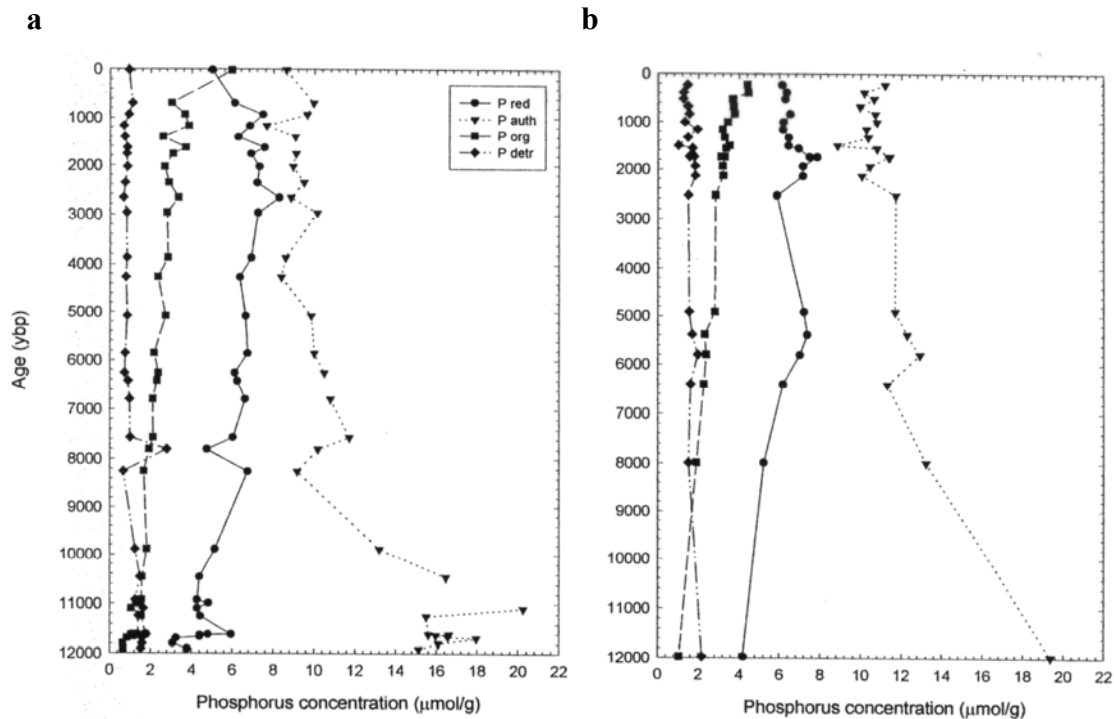 a
b
0
1000
2000
3000
4000
5000
6000
7000
8000
9000
10000
11000
12000
Age (ybp)
0 2 4 6 8 10 12 14 16 18 20 22
Phosphorus concentration (μmol/g)
P red
P auth
P org
P detr
0
1000
2000
3000
4000
5000
6000
7000
8000
9000
10000
11000
12000
0 2 4 6 8 10 12 14 16 18 20 22
Phosphorus concentration (μmol/g)